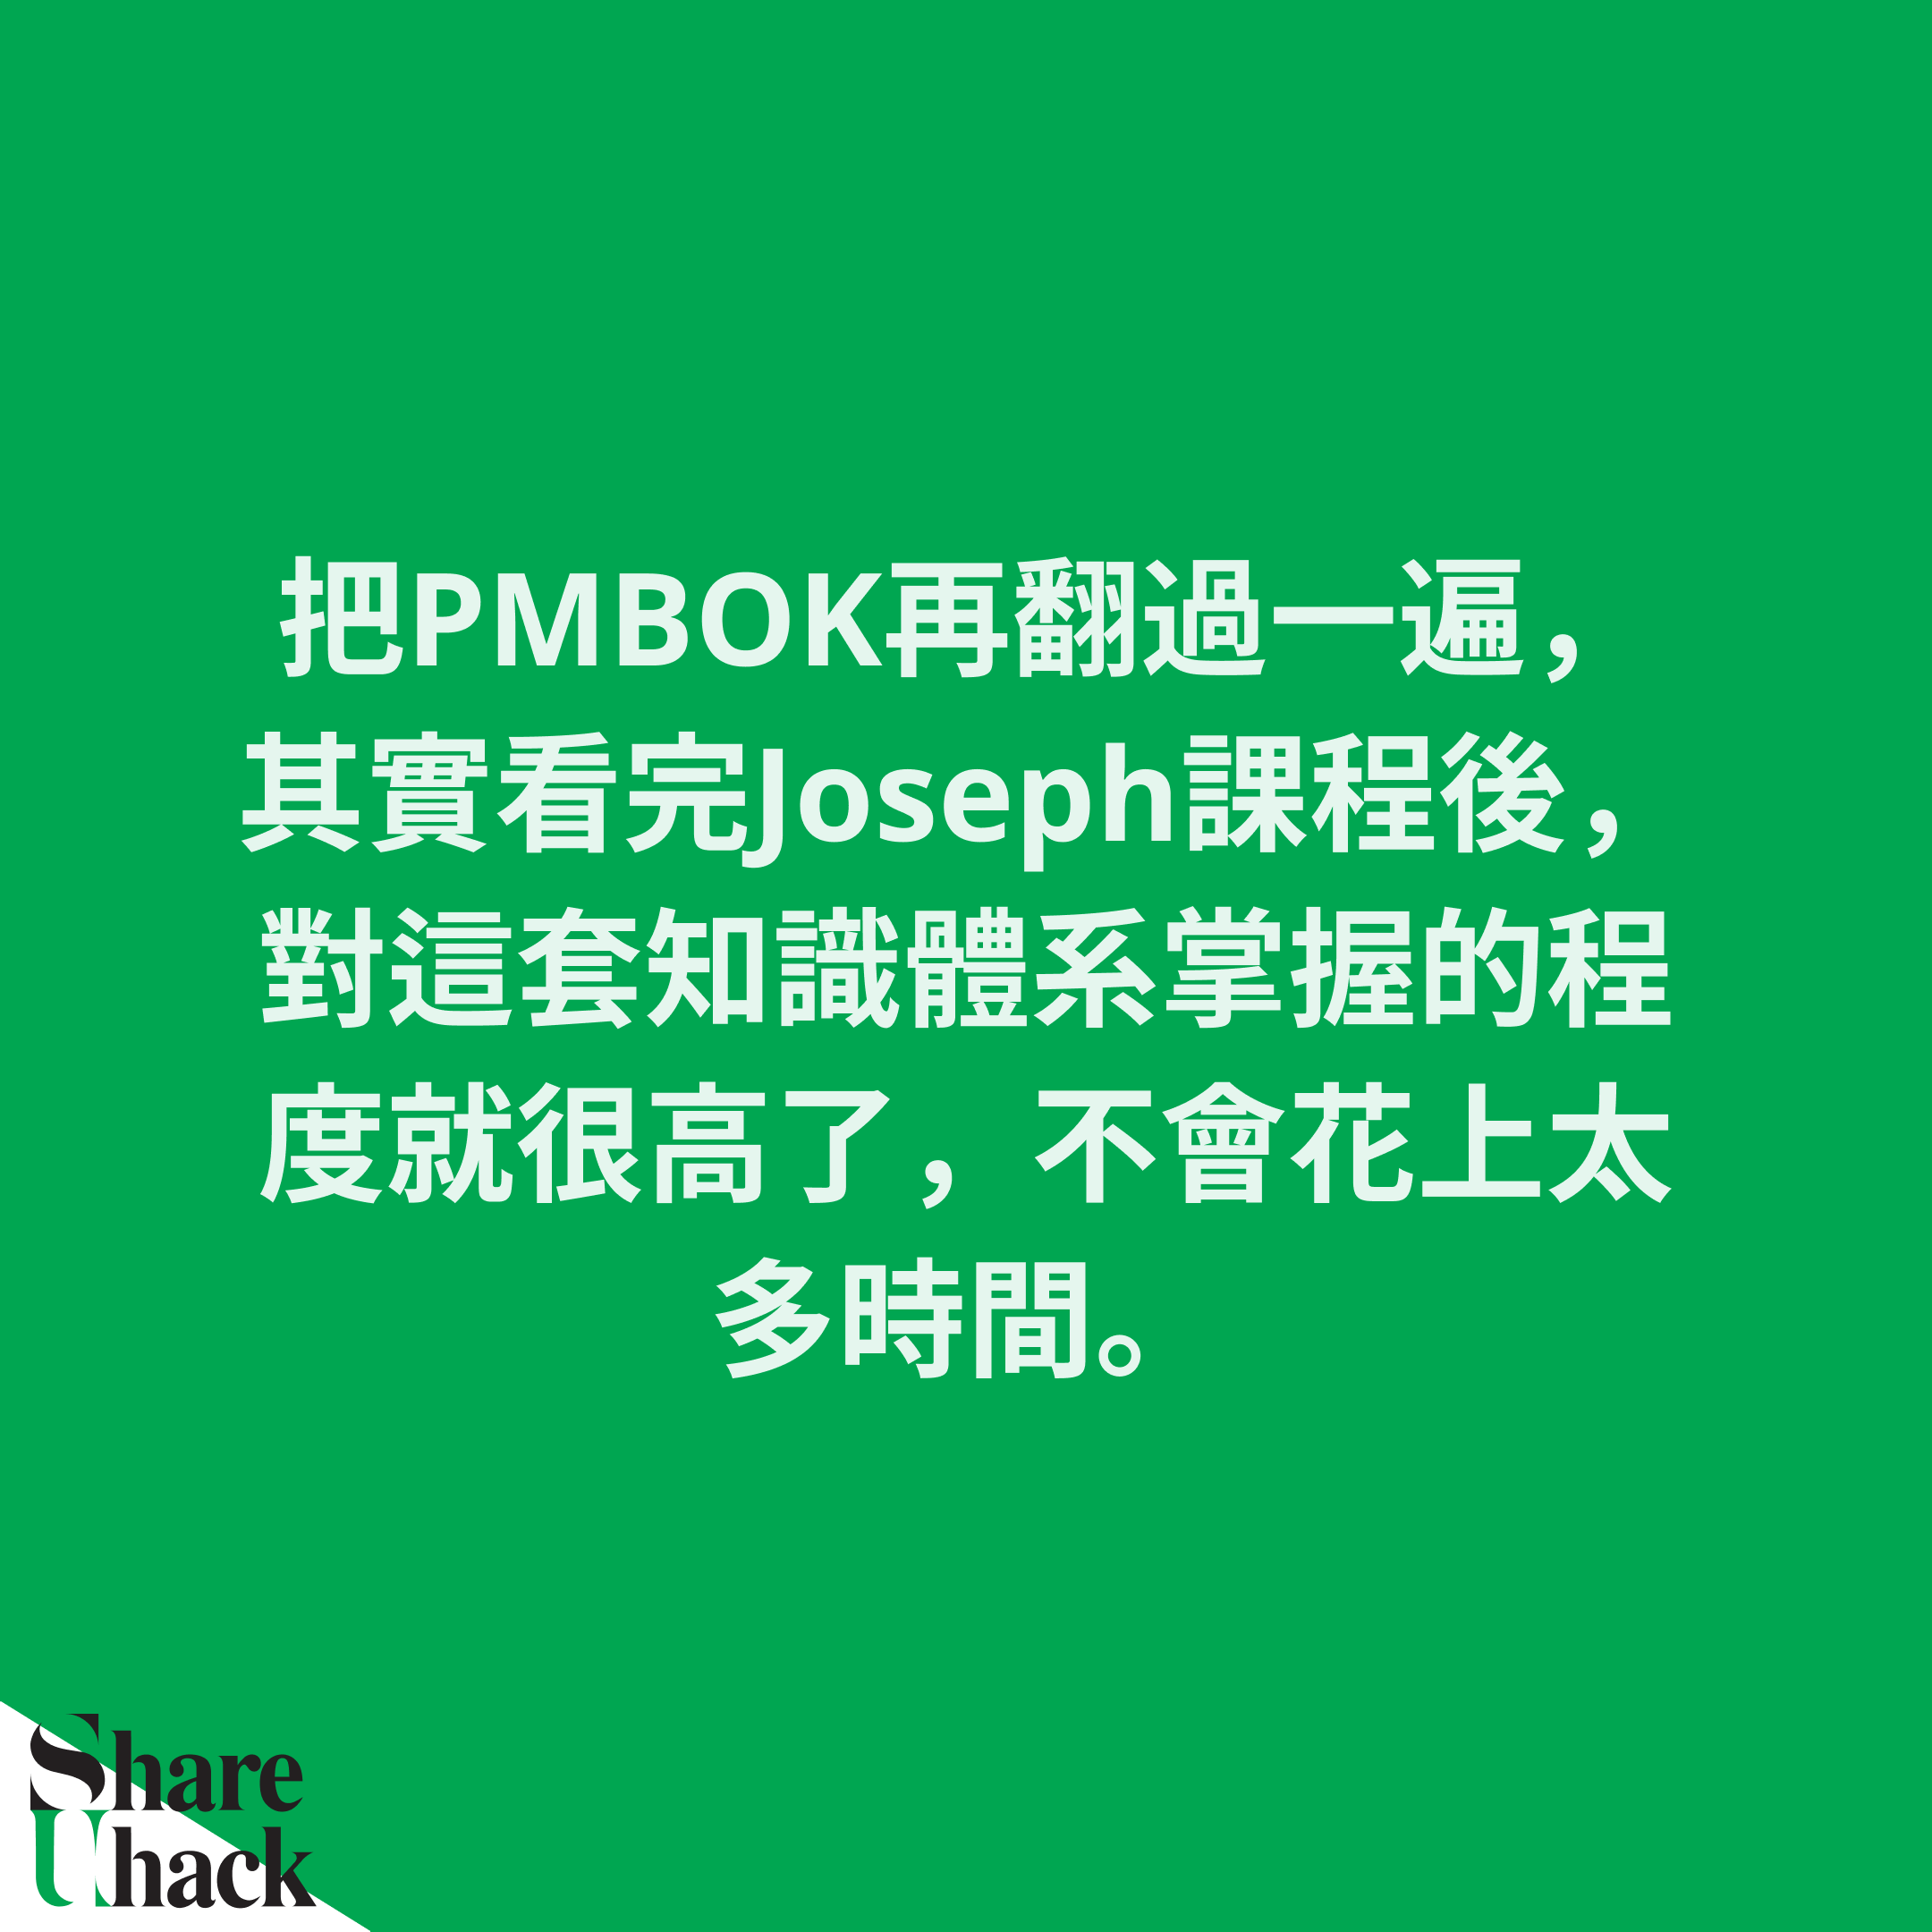 把PMBOK再翻過一遍，
其實看完Joseph課程後，
對這套知識體系掌握的程
度就很高了，不會花上太
多時間。
Share
Uhack